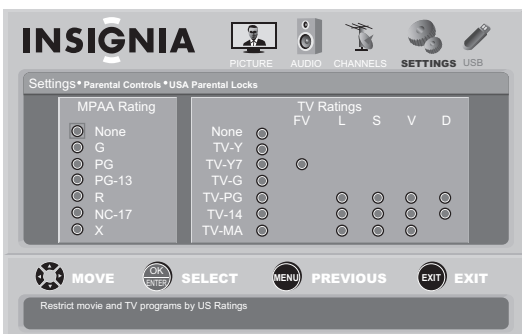 INSIGNIA
PICTURE AUDIO CHANNELS SETTINGS USB
Settings•Parental Controls•USA Parental Locks
MPAA Rating
None
G
PG
PG-13
R
NC-17
X
TV Ratings
FV L S V D
None
TV-Y
TV-Y7
TV-G
TV-PG
TV-14
TV-MA
MOVE OK ENTER SELECT MENU PREVIOUS EXIT EXIT
Restrict movie and TV programs by US Ratings